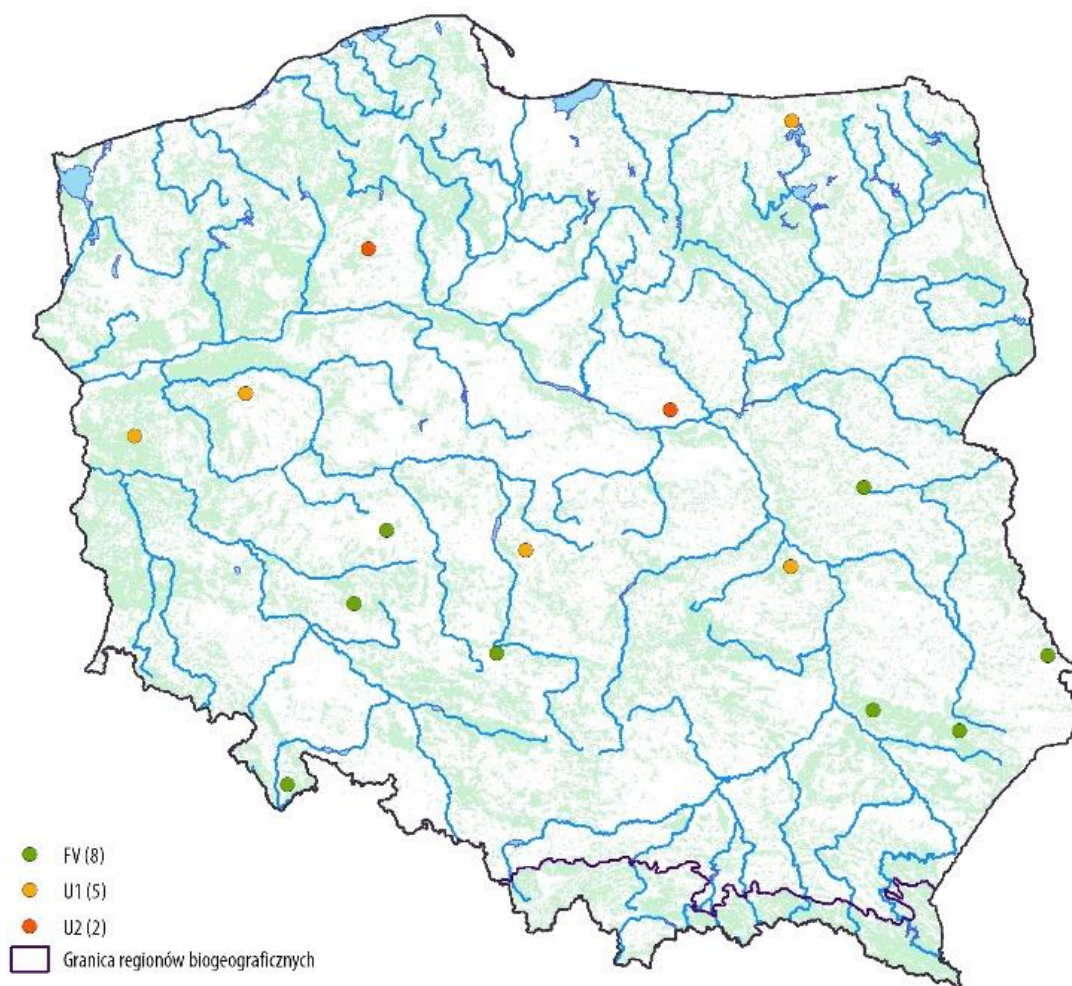 FV (8)
U1 (5)
U2 (2)
Granica regionów biogeograficznych